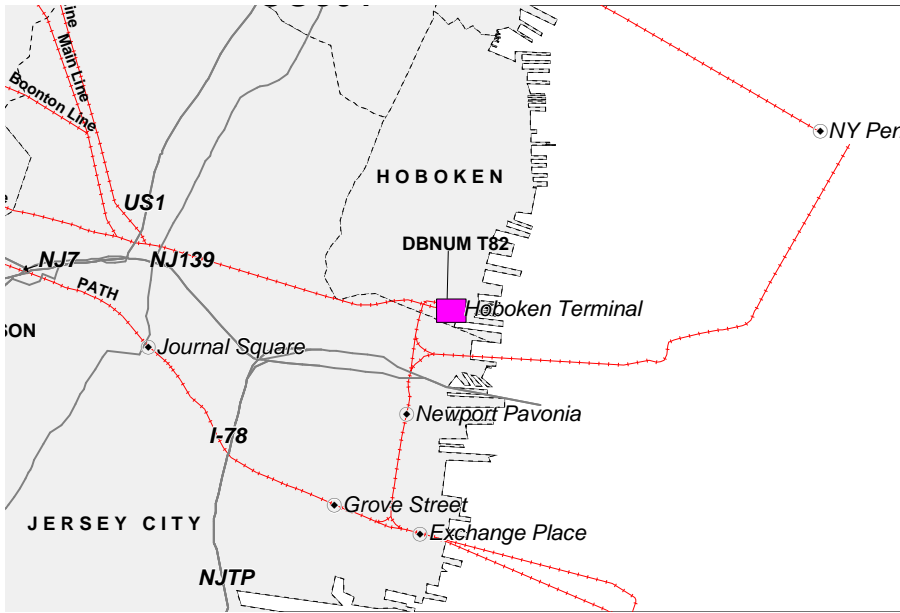 Line
Main Line
Boonton Line
NY Pen
HOBOKEN
US1
DBNUM T82
NJ7
NJ139
PATH
Hoboken Terminal
SON
Journal Square
Newport Pavonia
I-78
Grove Street
JERSEY CITY
Exchange Place
NJTP